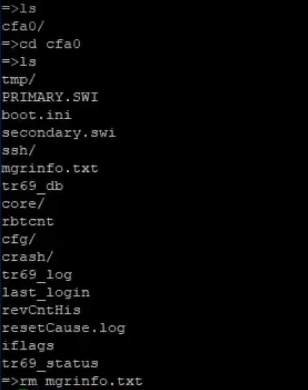 =>ls
cfa0/
=>cd cfa0
=>ls
tmp/
PRIMARY.SWI
boot.ini
secondary.swi
ssh/
mgrinfo.txt
tr69_db
core/
rbtcnt
cfg/
crash/
tr69_log
last_login
revCntHis
resetCause.log
iflags
tr69_status
=>rm mgrinfo.txt